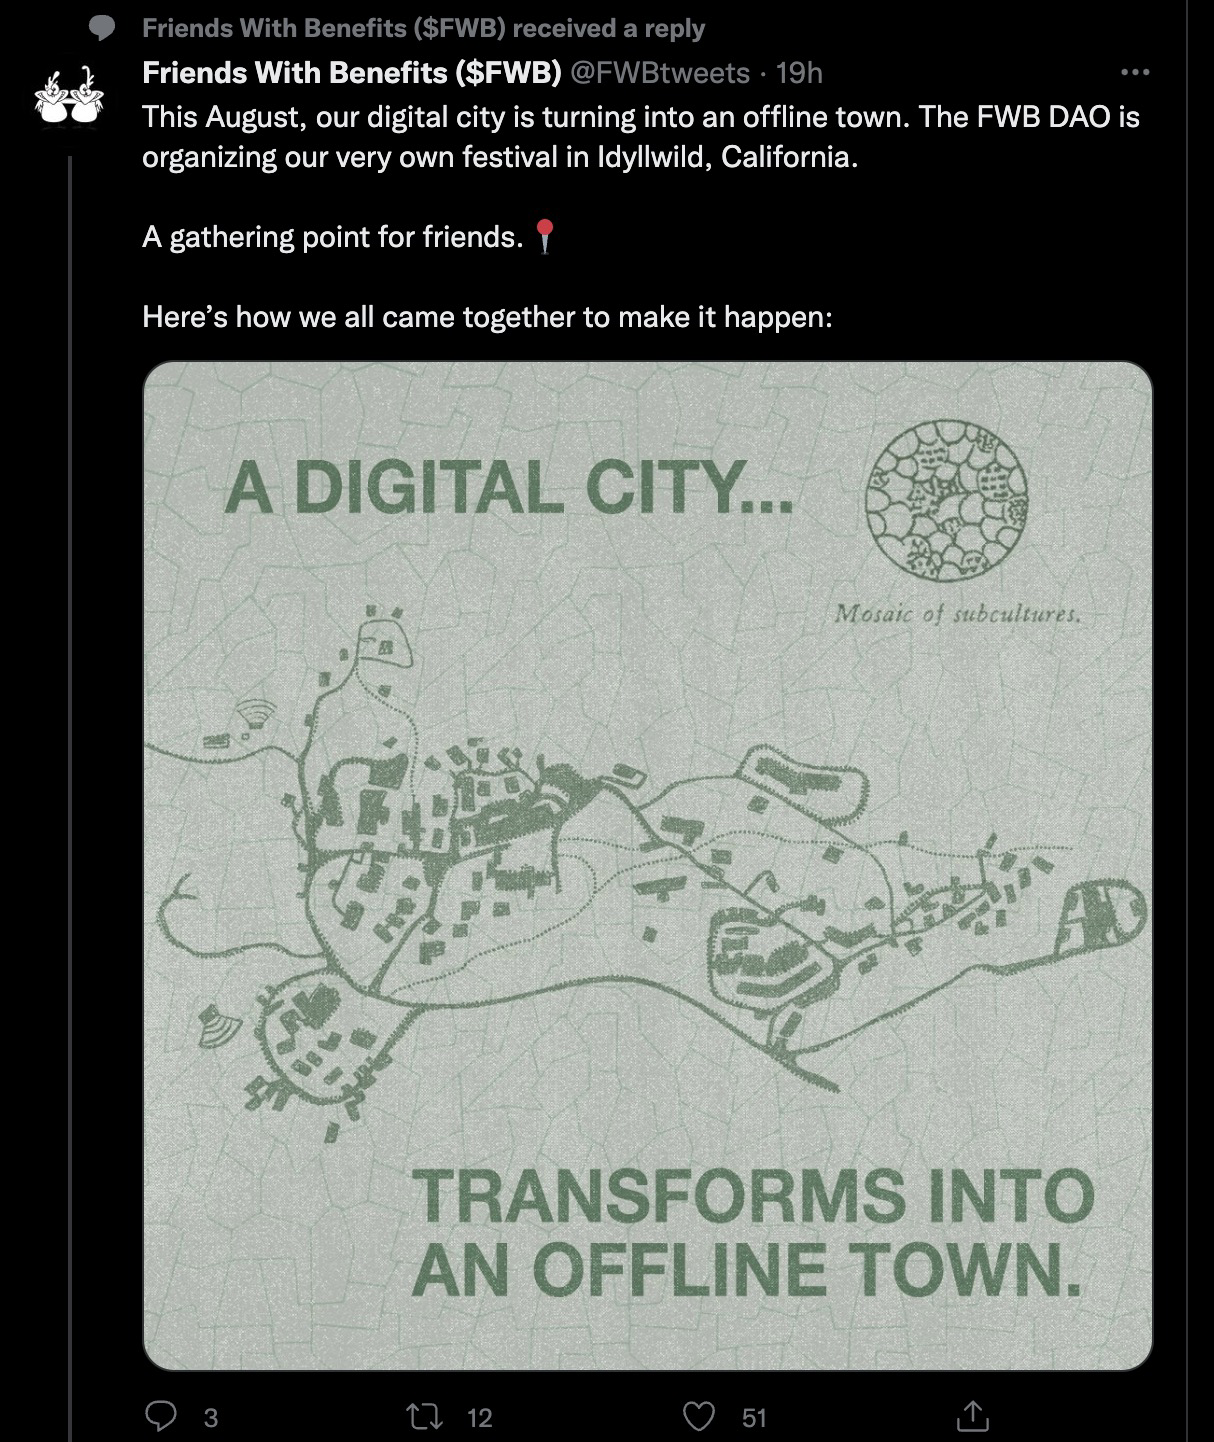 Friends With Benefits ($FWB) received a reply
Friends With Benefits ($FWB) @FWBtweets · 19h
This August, our digital city is turning into an offline town. The FWB DAO is
organizing our very own festival in Idyllwild, California.
A gathering point for friends. 📍
Here’s how we all came together to make it happen:
A DIGITAL CITY...
Mosaic of subcultures.
TRANSFORMS INTO
AN OFFLINE TOWN.
3 12 51